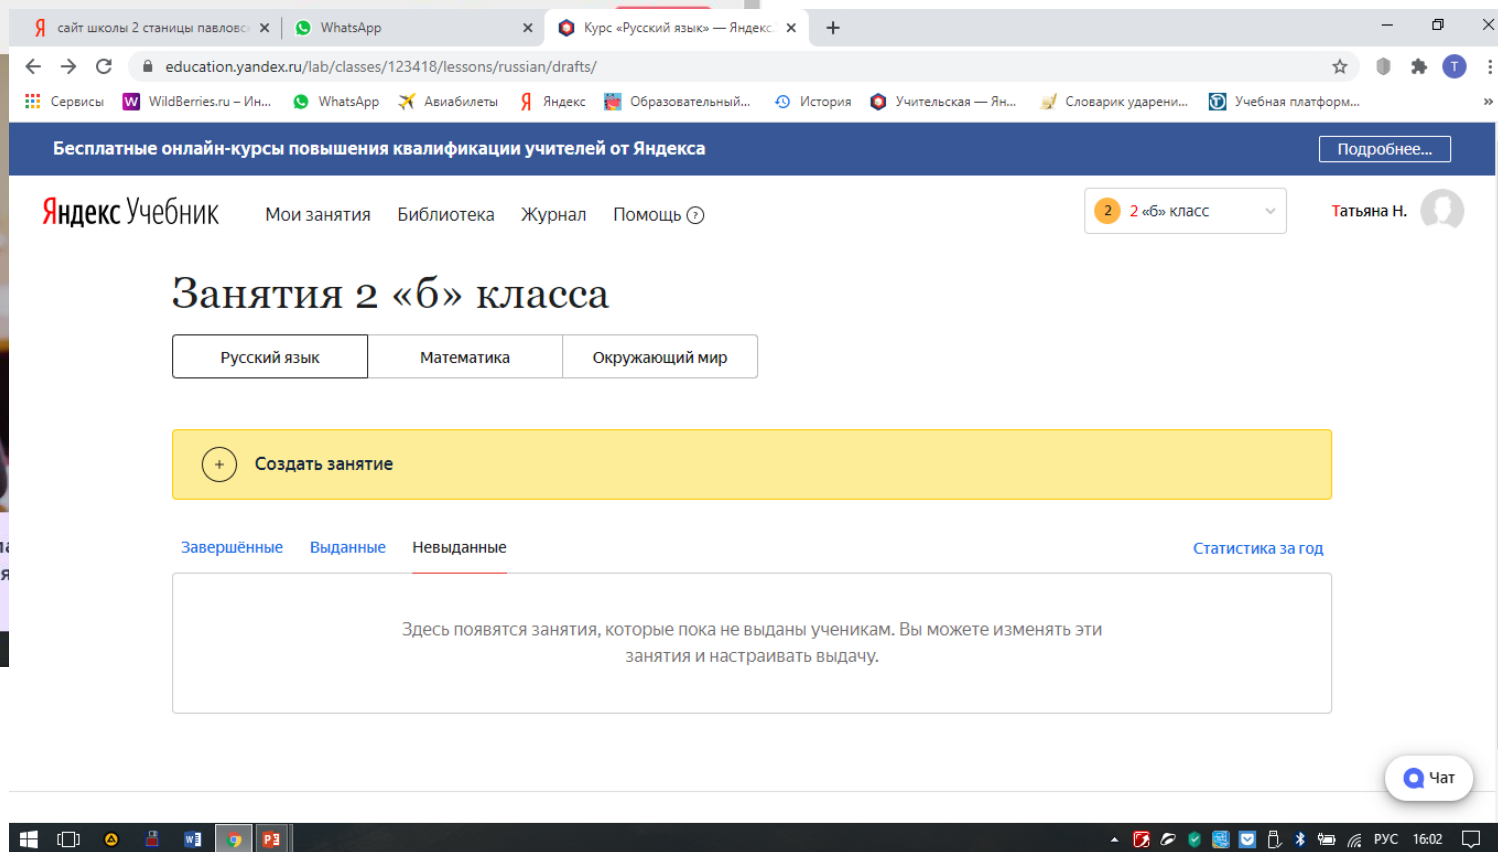 сайт школы 2 станицы павловс
WhatsApp
Курс «Русский язык» — Яндекс.
education.yandex.ru/lab/classes/123418/lessons/russian/drafts/
Т
Сервисы
WildBerries.ru – Ин...
WhatsApp
Авиабилеты
Яндекс
Образовательный...
История
Учительская — Ян...
Словарик ударени...
Учебная платформ...
»
Бесплатные онлайн-курсы повышения квалификации учителей от Яндекса
Подробнее...
Яндекс Учебник
Мои занятия
Библиотека
Журнал
Помощь ?
2 2 «б» класс
Татьяна Н.
Занятия 2 «б» класса
Русский язык
Математика
Окружающий мир
+ Создать занятие
Завершённые
Выданные
Невыданные
Статистика за год
Здесь появятся занятия, которые пока не выданы ученикам. Вы можете изменять эти
занятия и настраивать выдачу.
Чат
РУС
16:02